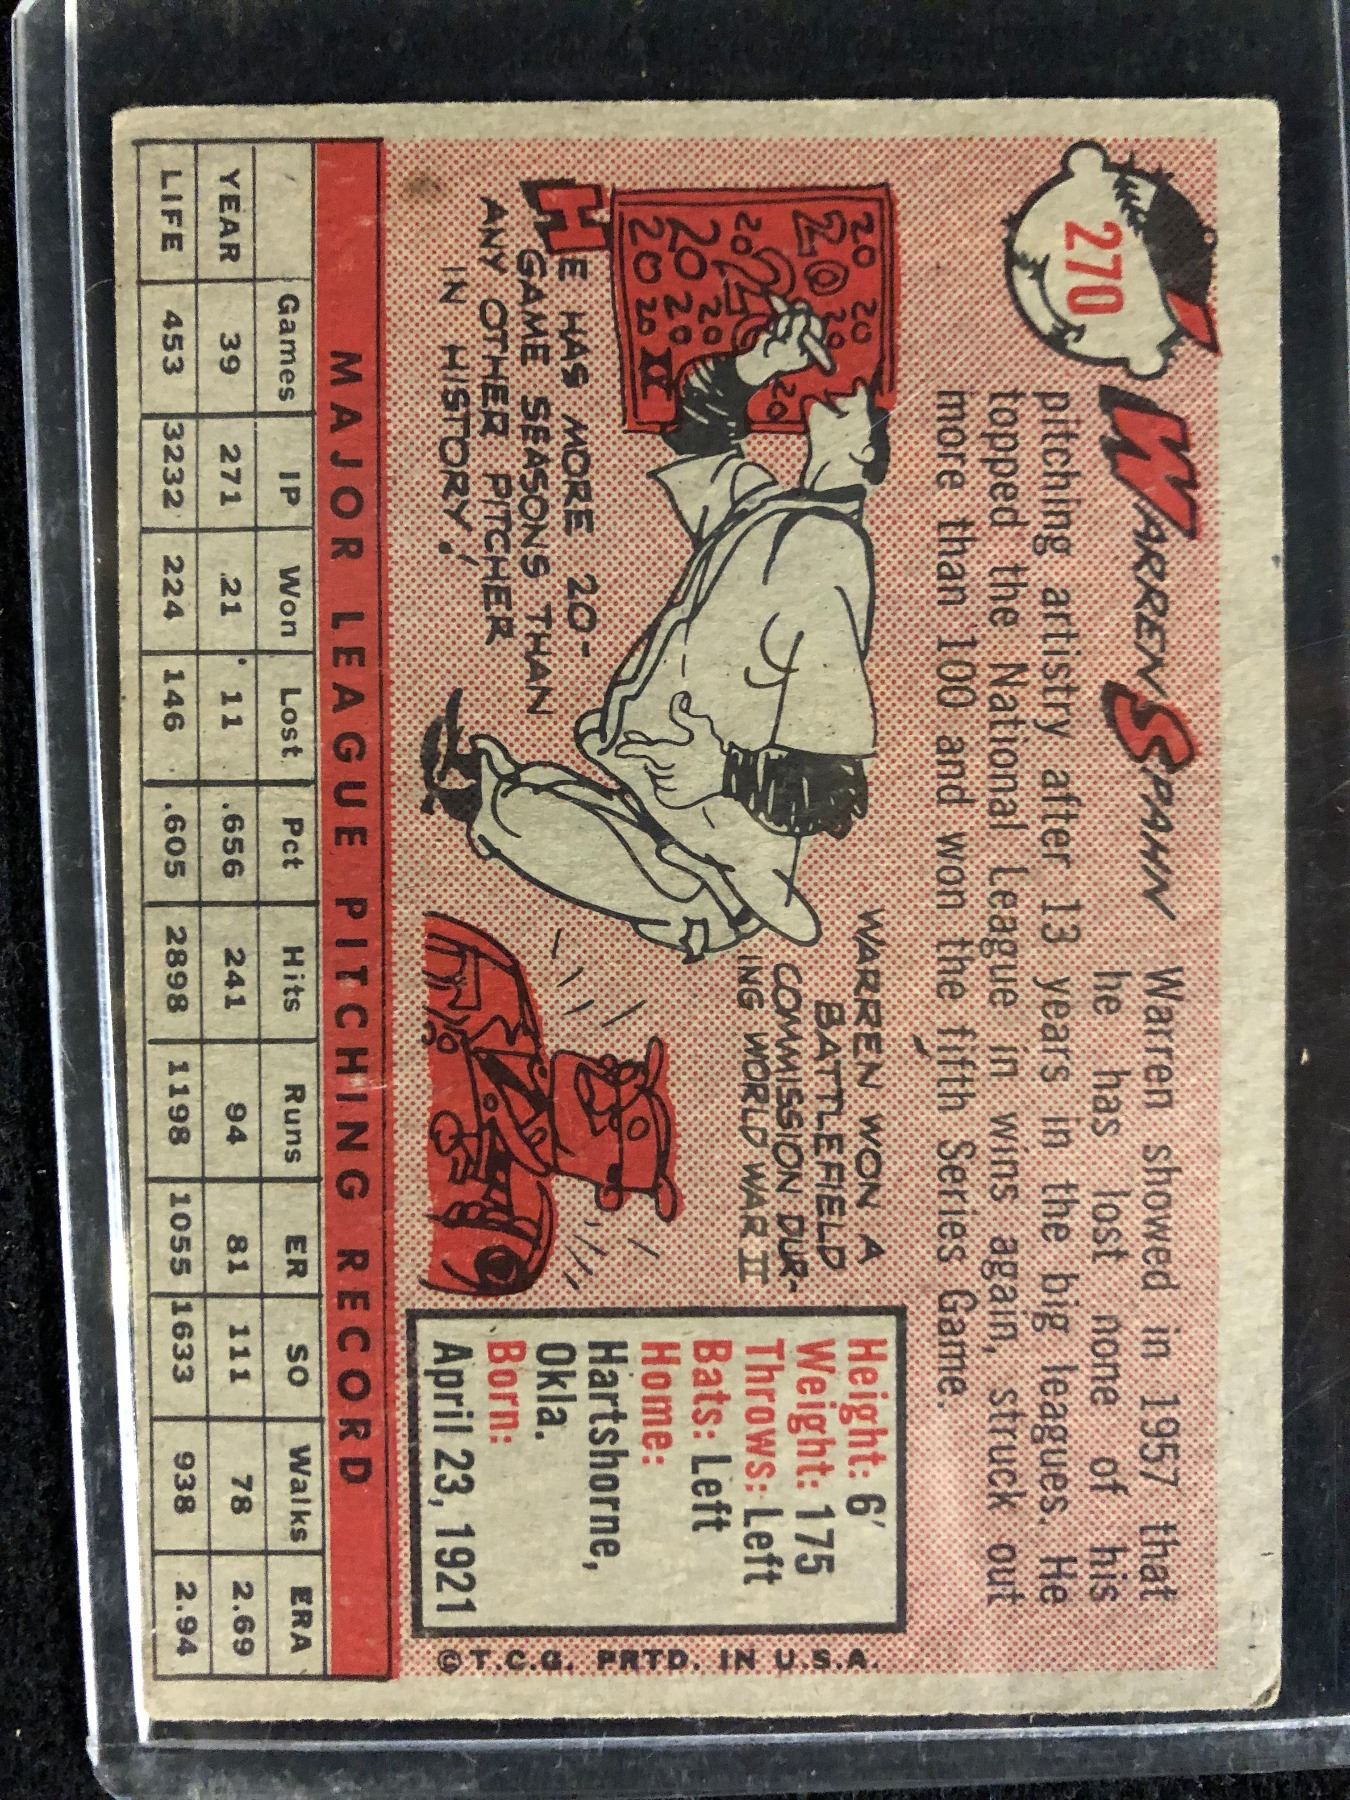 270
WARREN SPANN Warren showed in 1957 that
he has lost none of his
pitching artistry after 13 years in the big leagues. He
topped the National League in wins again, struck out
more than 100 and won the fifth Series Game.
20 20 20 20 20 20 20 20 20 20 20 20 20
HE HAS MORE 20-
GAME SEASONS THAN
ANY OTHER PITCHER
IN HISTORY!
WARREN WON A
BATTLEFIELD
COMMISSION DUR-
ING WORLD WAR II
Height: 6'
Weight: 175
Throws: Left
Bats: Left
Home:
Hartshorne,
Okla.
Born:
April 23, 1921
© T.C.G. PRTD. IN U.S.A.
MAJOR LEAGUE PITCHING RECORD
Games IP Won Lost Pct Hits Runs ER SO Walks ERA
YEAR 39 271 21 11 .656 241 94 81 111 78 2.69
LIFE 453 3232 224 146 .605 2898 1198 1055 1633 938 2.94